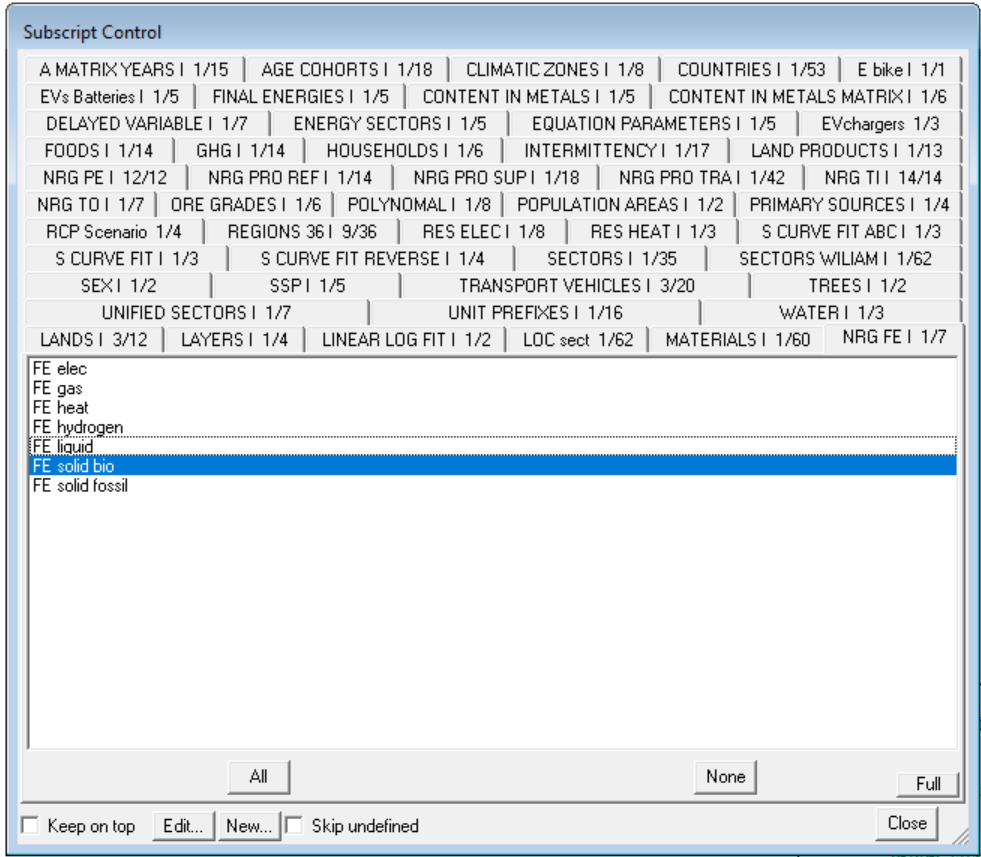 Subscript Control
A MATRIX YEARS I 1/15 AGE COHORTS I 1/18 CLIMATIC ZONES I 1/8 COUNTRIES I 1/53 E bike I 1/1
EVs Batteries I 1/5 FINAL ENERGIES I 1/5 CONTENT IN METALS I 1/5 CONTENT IN METALS MATRIX I 1/6
DELAYED VARIABLE I 1/7 ENERGY SECTORS I 1/5 EQUATION PARAMETERS I 1/5 EVchargers 1/3
FOODS I 1/14 GHG I 1/14 HOUSEHOLDS I 1/6 INTERMITTENCY I 1/17 LAND PRODUCTS I 1/13
NRG PE I 12/12 NRG PRO REF I 1/14 NRG PRO SUP I 1/18 NRG PRO TRA I 1/42 NRG TI I 14/14
NRG TO I 1/7 ORE GRADES I 1/6 POLYNOMAL I 1/8 POPULATION AREAS I 1/2 PRIMARY SOURCES I 1/4
RCP Scenario 1/4 REGIONS 36 I 9/36 RES ELEC I 1/8 RES HEAT I 1/3 S CURVE FIT ABC I 1/3
S CURVE FIT I 1/3 S CURVE FIT REVERSE I 1/4 SECTORS I 1/35 SECTORS WILIAM I 1/62
SEX I 1/2 SSP I 1/5 TRANSPORT VEHICLES I 3/20 TREES I 1/2
UNIFIED SECTORS I 1/7 UNIT PREFIXES I 1/16 WATER I 1/3
LANDS I 3/12 LAYERS I 1/4 LINEAR LOG FIT I 1/2 LOC sect 1/62 MATERIALS I 1/60 NRG FE I 1/7
FE elec
FE gas
FE heat
FE hydrogen
FE liquid
FE solid bio
FE solid fossil
All None Full
Keep on top Edit... New... Skip undefined Close